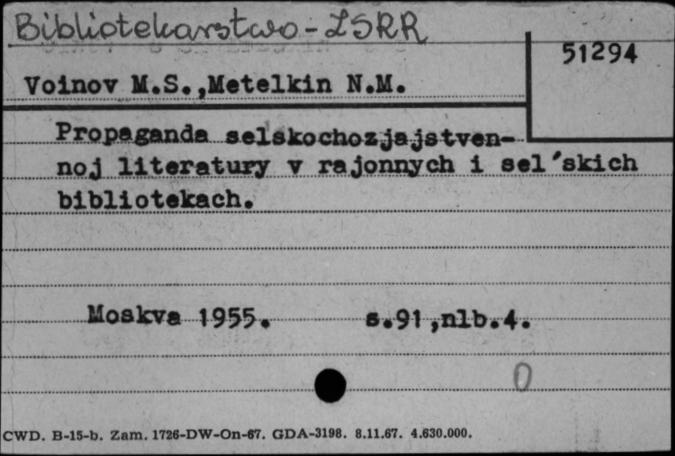 Bibliotekarstwo - ZSRR
51294
Voinov M.S.,Metelkin N.M.
Propaganda selskochozjajstven-
noj literatury v rajonnych i sel'skich
bibliotekach.
Moskva 1955. s.91,nlb.4.
0
CWD. B-15-b. Zam. 1726-DW-On-67. GDA-3198. 8.11.67. 4.630.000.